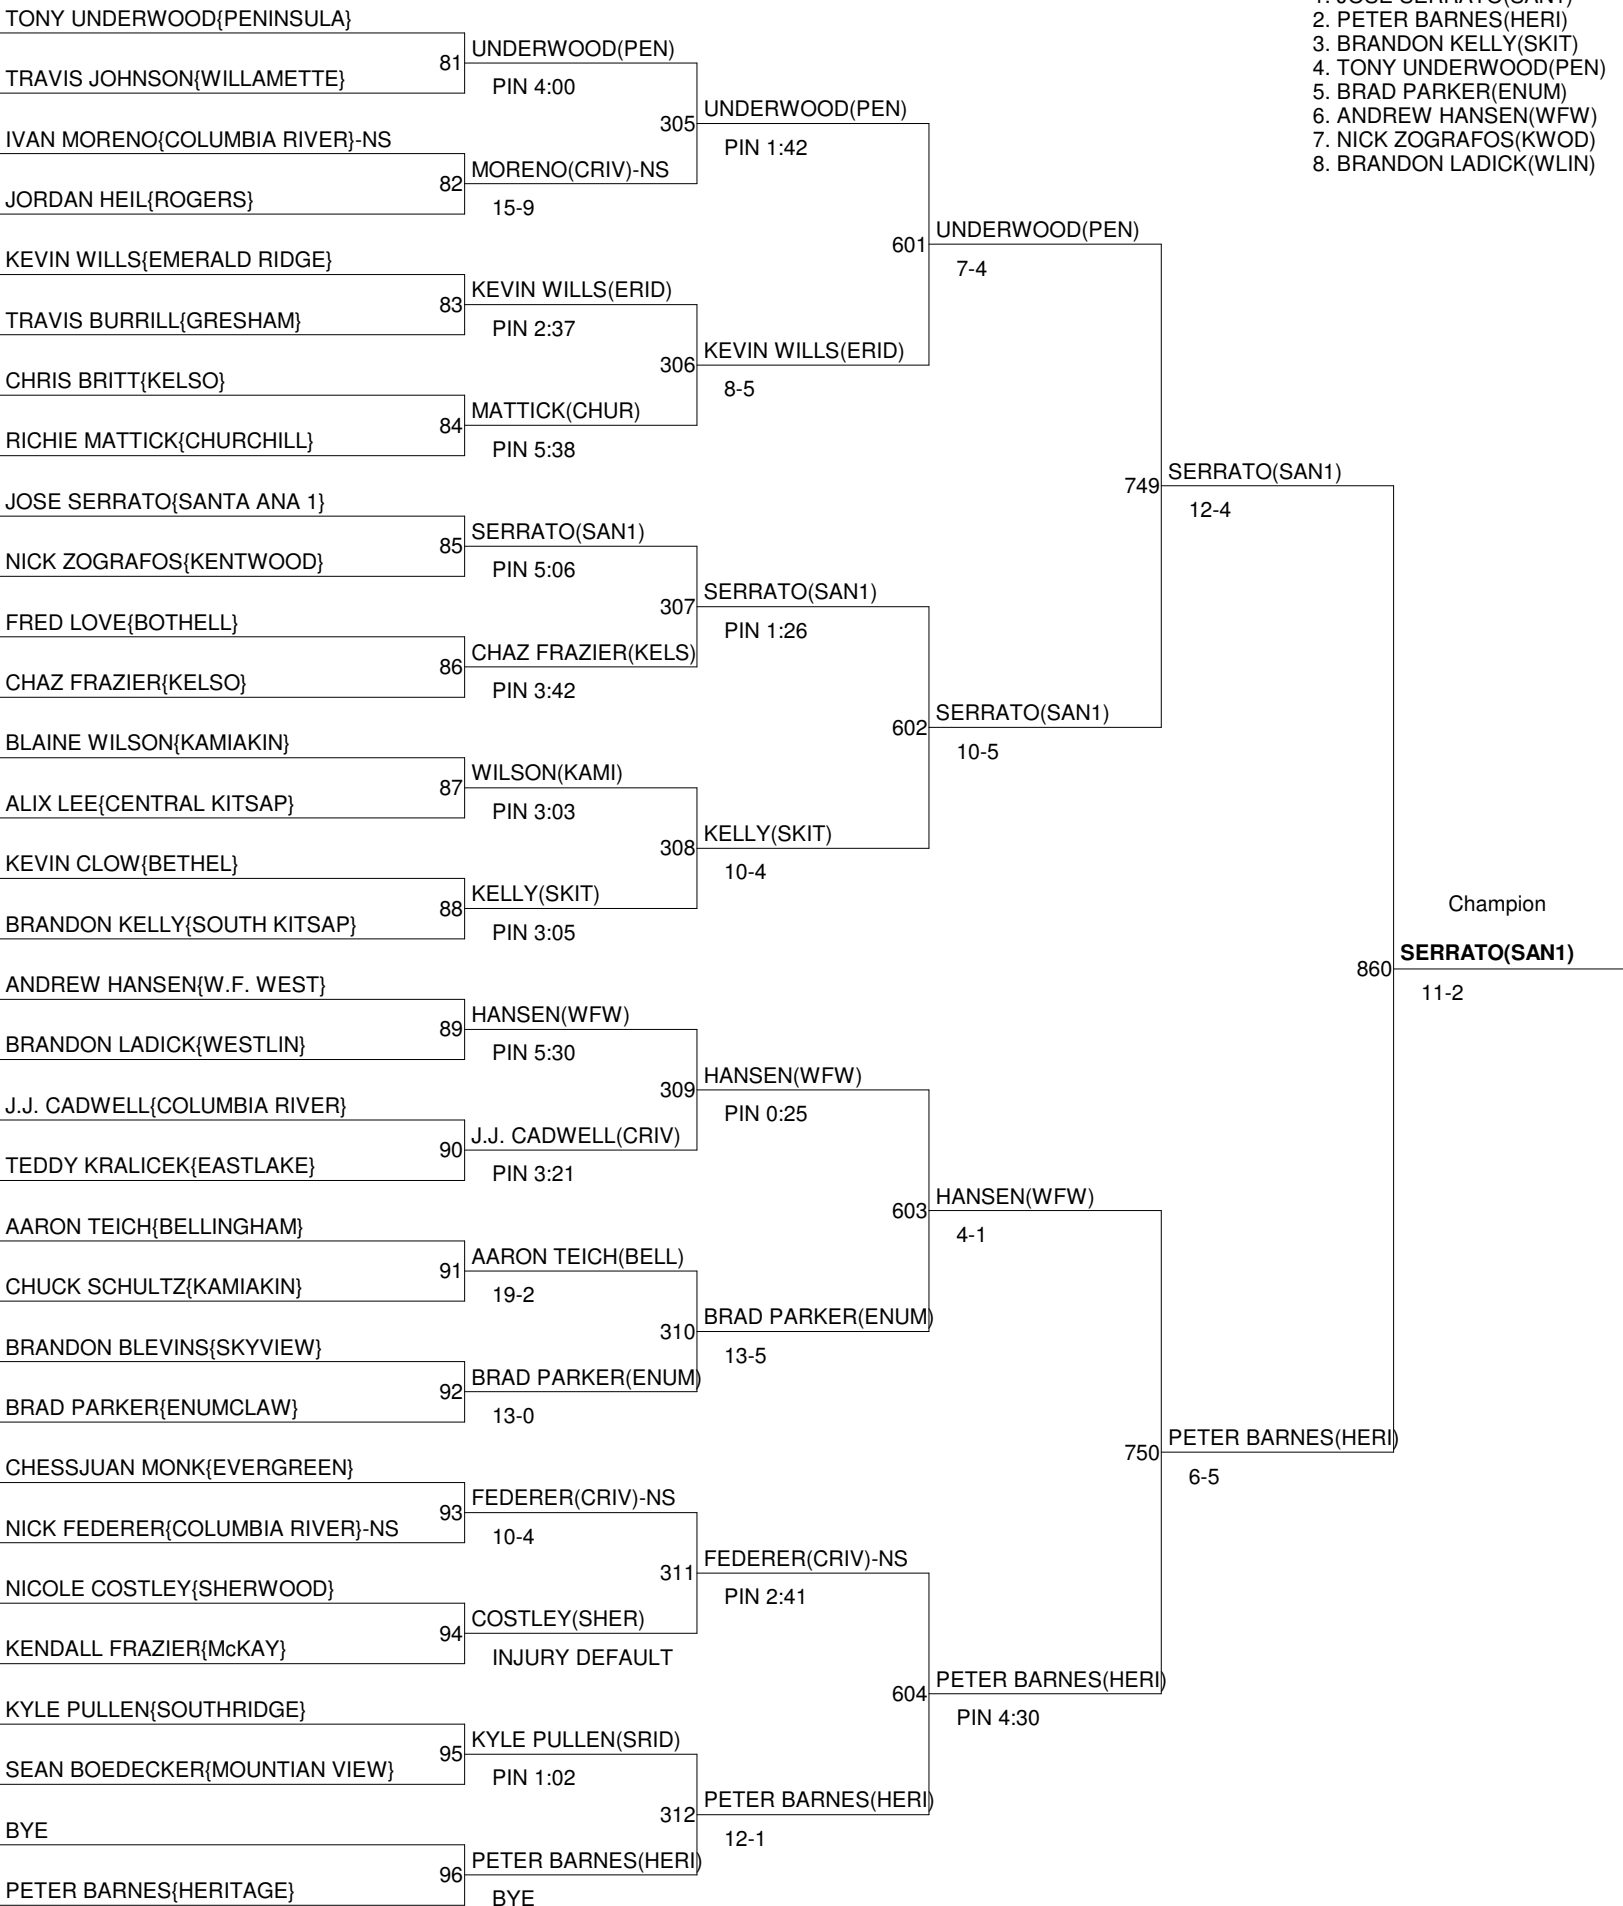 1. JOSE SERRATO(SAN1)
2. PETER BARNES(HERI)
3. BRANDON KELLY(SKIT)
4. TONY UNDERWOOD(PEN)
5. BRAD PARKER(ENUM)
6. ANDREW HANSEN(WFW)
7. NICK ZOGRAFOS(KWOD)
8. BRANDON LADICK(WLIN)
TONY UNDERWOOD{PENINSULA}
TRAVIS JOHNSON{WILLAMETTE}
IVAN MORENO{COLUMBIA RIVER}-NS
JORDAN HEIL{ROGERS}
KEVIN WILLS{EMERALD RIDGE}
TRAVIS BURRILL{GRESHAM}
CHRIS BRITT{KELSO}
RICHIE MATTICK{CHURCHILL}
JOSE SERRATO{SANTA ANA 1}
NICK ZOGRAFOS{KENTWOOD}
FRED LOVE{BOTHELL}
CHAZ FRAZIER{KELSO}
BLAINE WILSON{KAMIAKIN}
ALIX LEE{CENTRAL KITSAP}
KEVIN CLOW{BETHEL}
BRANDON KELLY{SOUTH KITSAP}
ANDREW HANSEN{W.F. WEST}
BRANDON LADICK{WESTLIN}
J.J. CADWELL{COLUMBIA RIVER}
TEDDY KRALICEK{EASTLAKE}
AARON TEICH{BELLINGHAM}
CHUCK SCHULTZ{KAMIAKIN}
BRANDON BLEVINS{SKYVIEW}
BRAD PARKER{ENUMCLAW}
CHESSJUAN MONK{EVERGREEN}
NICK FEDERER{COLUMBIA RIVER}-NS
NICOLE COSTLEY{SHERWOOD}
KENDALL FRAZIER{McKAY}
KYLE PULLEN{SOUTHRIDGE}
SEAN BOEDECKER{MOUNTIAN VIEW}
BYE
PETER BARNES{HERITAGE}
81 UNDERWOOD(PEN)
PIN 4:00
82 MORENO(CRIV)-NS
15-9
83 KEVIN WILLS(ERID)
PIN 2:37
84 MATTICK(CHUR)
PIN 5:38
85 SERRATO(SAN1)
PIN 5:06
86 CHAZ FRAZIER(KELS)
PIN 3:42
87 WILSON(KAMI)
PIN 3:03
88 KELLY(SKIT)
PIN 3:05
89 HANSEN(WFW)
PIN 5:30
90 J.J. CADWELL(CRIV)
PIN 3:21
91 AARON TEICH(BELL)
19-2
92 BRAD PARKER(ENUM)
13-0
93 FEDERER(CRIV)-NS
10-4
94 COSTLEY(SHER)
INJURY DEFAULT
95 KYLE PULLEN(SRID)
PIN 1:02
96 PETER BARNES(HERI)
BYE
305 UNDERWOOD(PEN)
PIN 1:42
306 KEVIN WILLS(ERID)
8-5
307 SERRATO(SAN1)
PIN 1:26
308 KELLY(SKIT)
10-4
309 HANSEN(WFW)
PIN 0:25
310 BRAD PARKER(ENUM)
13-5
311 FEDERER(CRIV)-NS
PIN 2:41
312 PETER BARNES(HERI)
12-1
601 UNDERWOOD(PEN)
7-4
602 SERRATO(SAN1)
10-5
603 HANSEN(WFW)
4-1
604 PETER BARNES(HERI)
PIN 4:30
749 SERRATO(SAN1)
12-4
750 PETER BARNES(HERI)
6-5
Champion
860 SERRATO(SAN1)
11-2